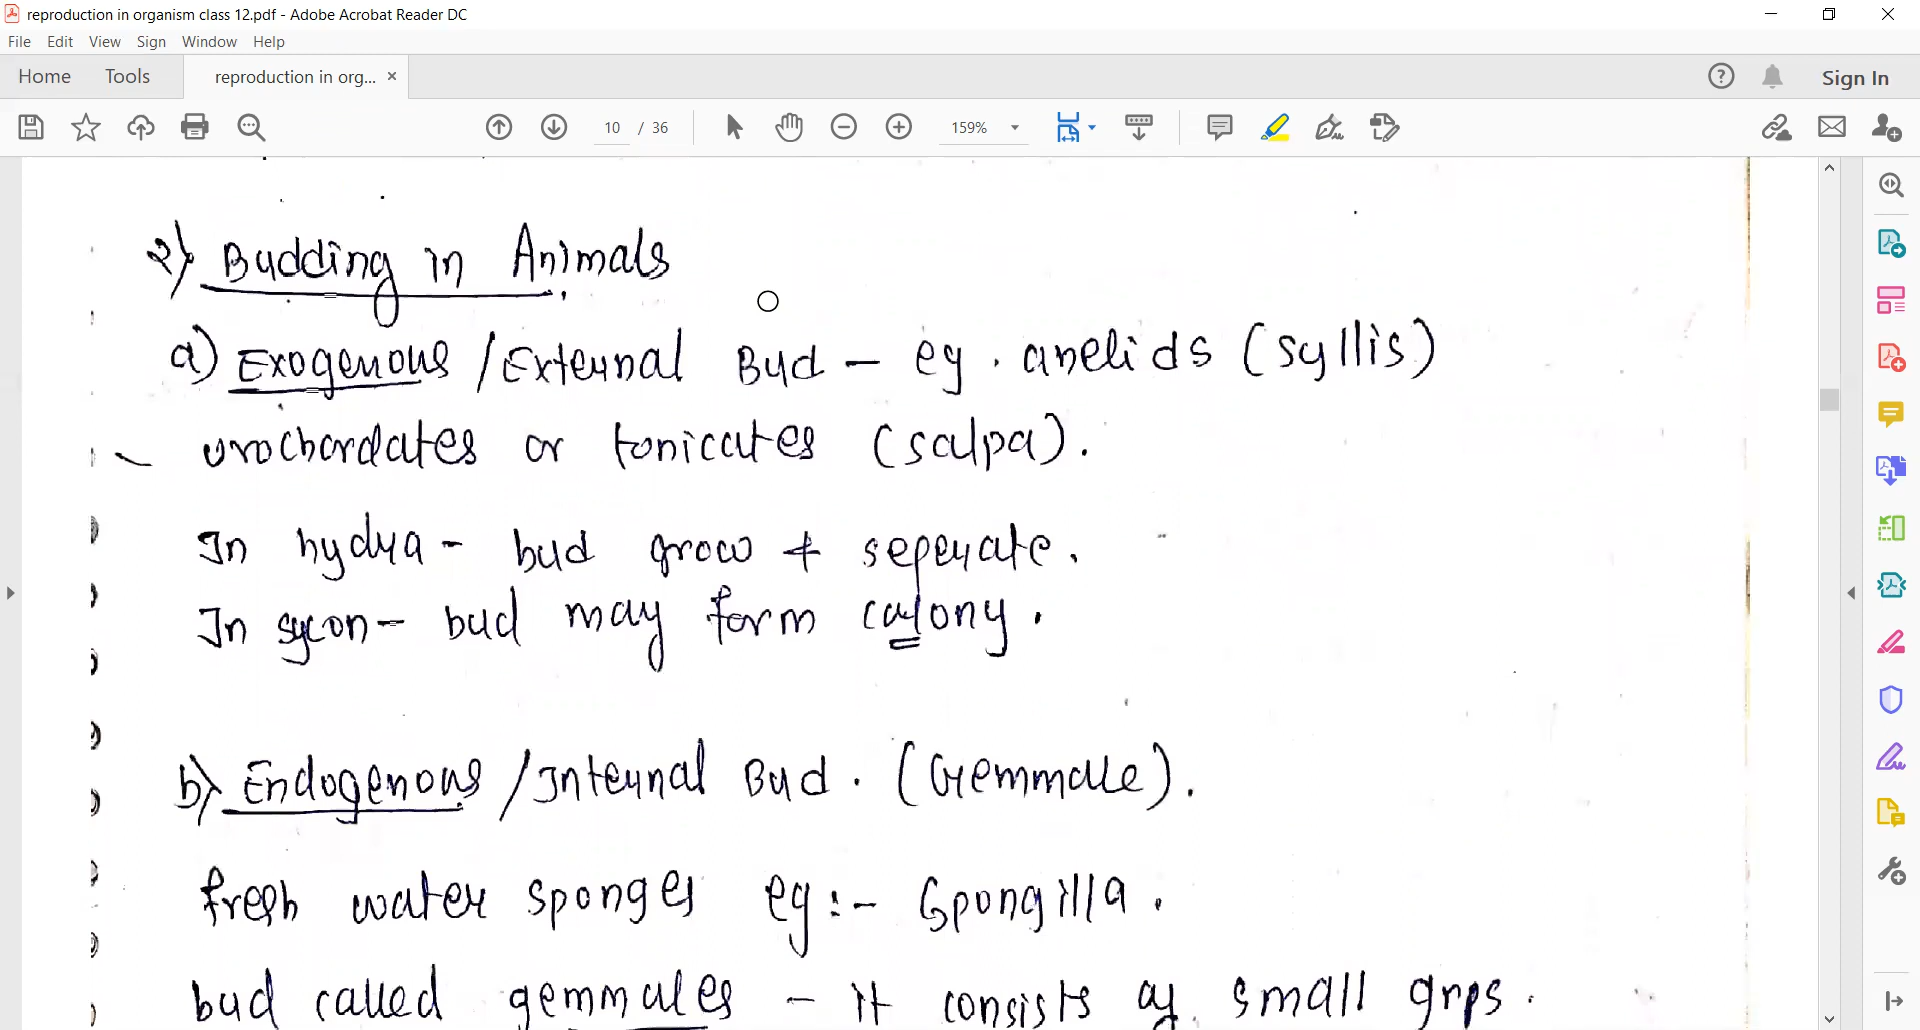 reproduction in organism class 12.pdf - Adobe Acrobat Reader DC
File Edit View Sign Window Help
Home Tools reproduction in org... ×
Sign In
10 / 36 159%
२) Budding in Animals
a) Exogenous / External Bud – eg. anelids (syllis)
urochordates or tonicates (salpa).
In hydra - bud grow + seperate.
In sycon - bud may form calony.
b) Endogenous / Internal Bud. (Gemmule).
fresh water sponges eg :- Spongilla.
bud called gemmules – it consists of small grps.